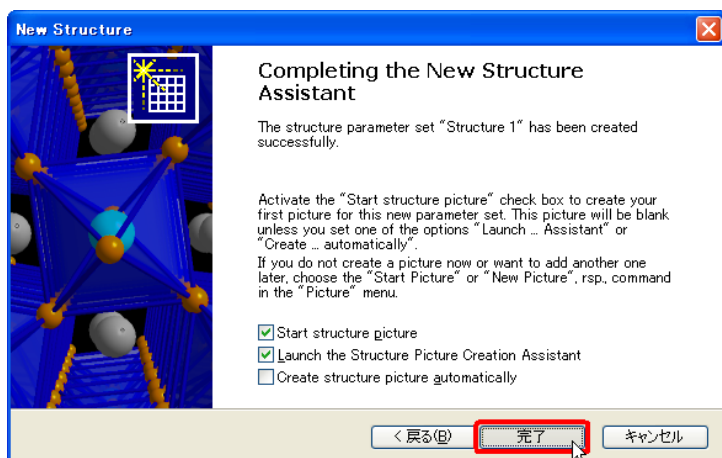 New Structure
Completing the New Structure
Assistant
The structure parameter set "Structure 1" has been created
successfully.
Activate the "Start structure picture" check box to create your
first picture for this new parameter set. This picture will be blank
unless you set one of the options "Launch ... Assistant" or
"Create ... automatically".
If you do not create a picture now or want to add another one
later, choose the "Start Picture" or "New Picture", rsp., command
in the "Picture" menu.
Start structure picture
Launch the Structure Picture Creation Assistant
Create structure picture automatically
< 戻る(B) 完了 キャンセル